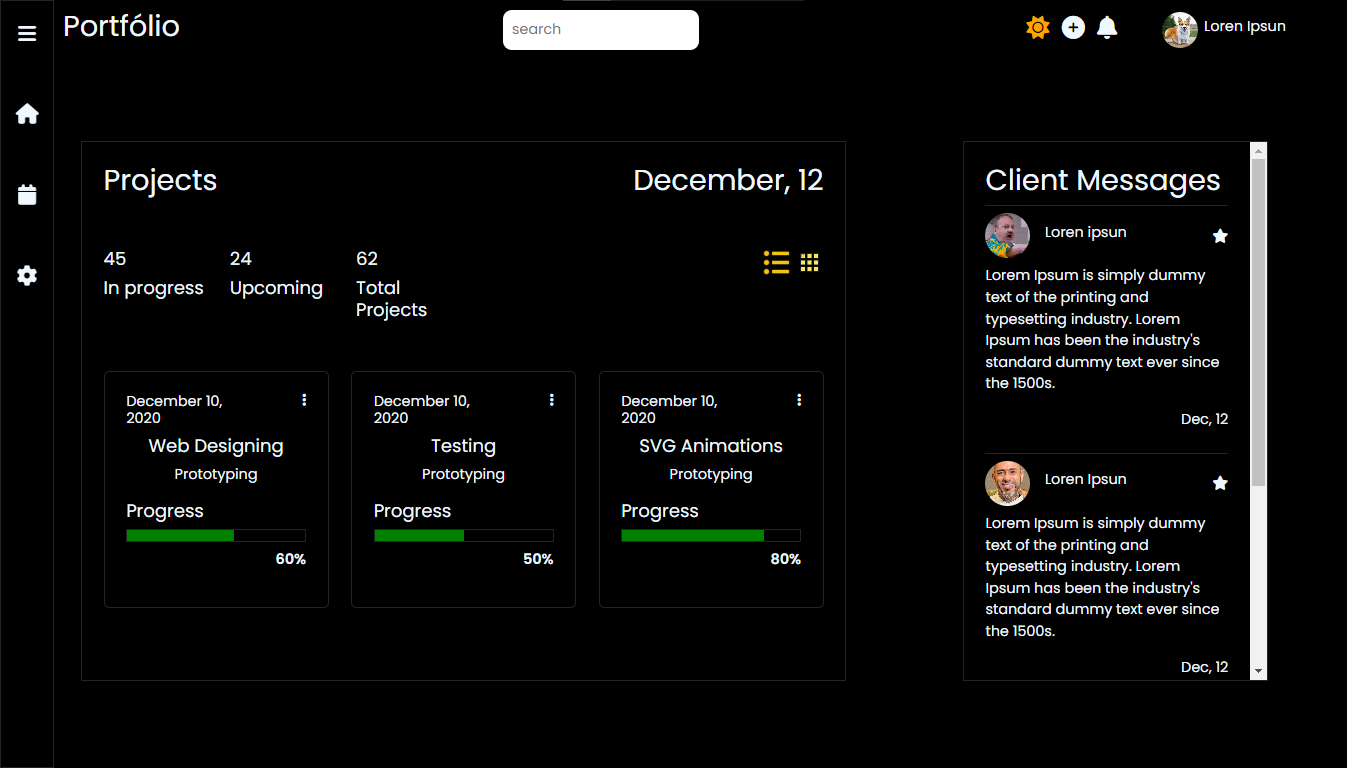 Portfólio
search
Loren Ipsun
Projects
December, 12
45
In progress
24
Upcoming
62
Total
Projects
December 10,
2020
Web Designing
Prototyping
Progress
60%
December 10,
2020
Testing
Prototyping
Progress
50%
December 10,
2020
SVG Animations
Prototyping
Progress
80%
Client Messages
Loren ipsun
Lorem Ipsum is simply dummy
text of the printing and
typesetting industry. Lorem
Ipsum has been the industry's
standard dummy text ever since
the 1500s.
Dec, 12
Loren Ipsun
Lorem Ipsum is simply dummy
text of the printing and
typesetting industry. Lorem
Ipsum has been the industry's
standard dummy text ever since
the 1500s.
Dec, 12